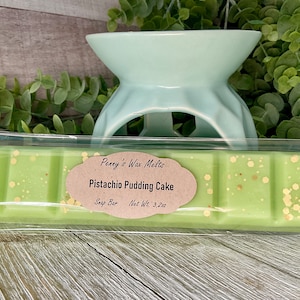 Penny's Wax Melts
Pistachio Pudding Cake
Snap Bar Net Wt. 3.2oz